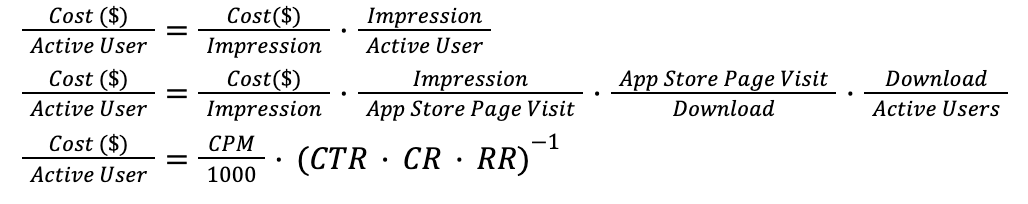 Cost ($)/Active User = Cost($)/Impression · Impression/Active User
Cost ($)/Active User = Cost($)/Impression · Impression/App Store Page Visit · App Store Page Visit/Download · Download/Active Users
Cost ($)/Active User = CPM/1000 · (CTR · CR · RR)⁻¹